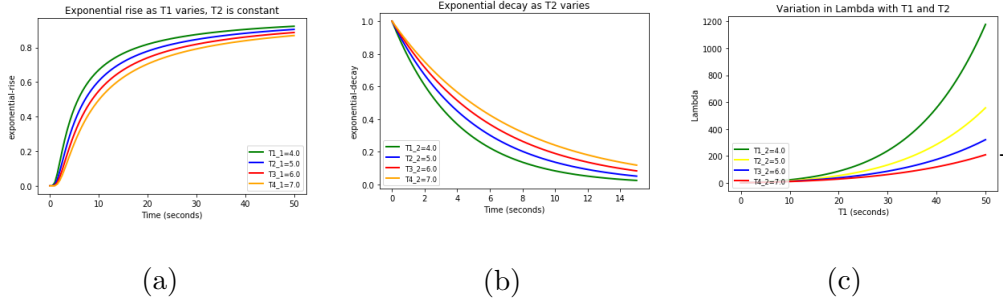 Exponential rise as T1 varies, T2 is constant
exponential-rise
0.8
0.6
0.4
0.2
0.0
0 10 20 30 40 50
Time (seconds)
T1_1=4.0
T2_1=5.0
T3_1=6.0
T4_1=7.0
(a)
Exponential decay as T2 varies
exponential-decay
1.0
0.8
0.6
0.4
0.2
0.0
0 2 4 6 8 10 12 14
Time (seconds)
T1_2=4.0
T2_2=5.0
T3_2=6.0
T4_2=7.0
(b)
Variation in Lambda with T1 and T2
Lambda
1200
1000
800
600
400
200
0
0 10 20 30 40 50
T1 (seconds)
T1_2=4.0
T2_2=5.0
T3_2=6.0
T4_2=7.0
(c)